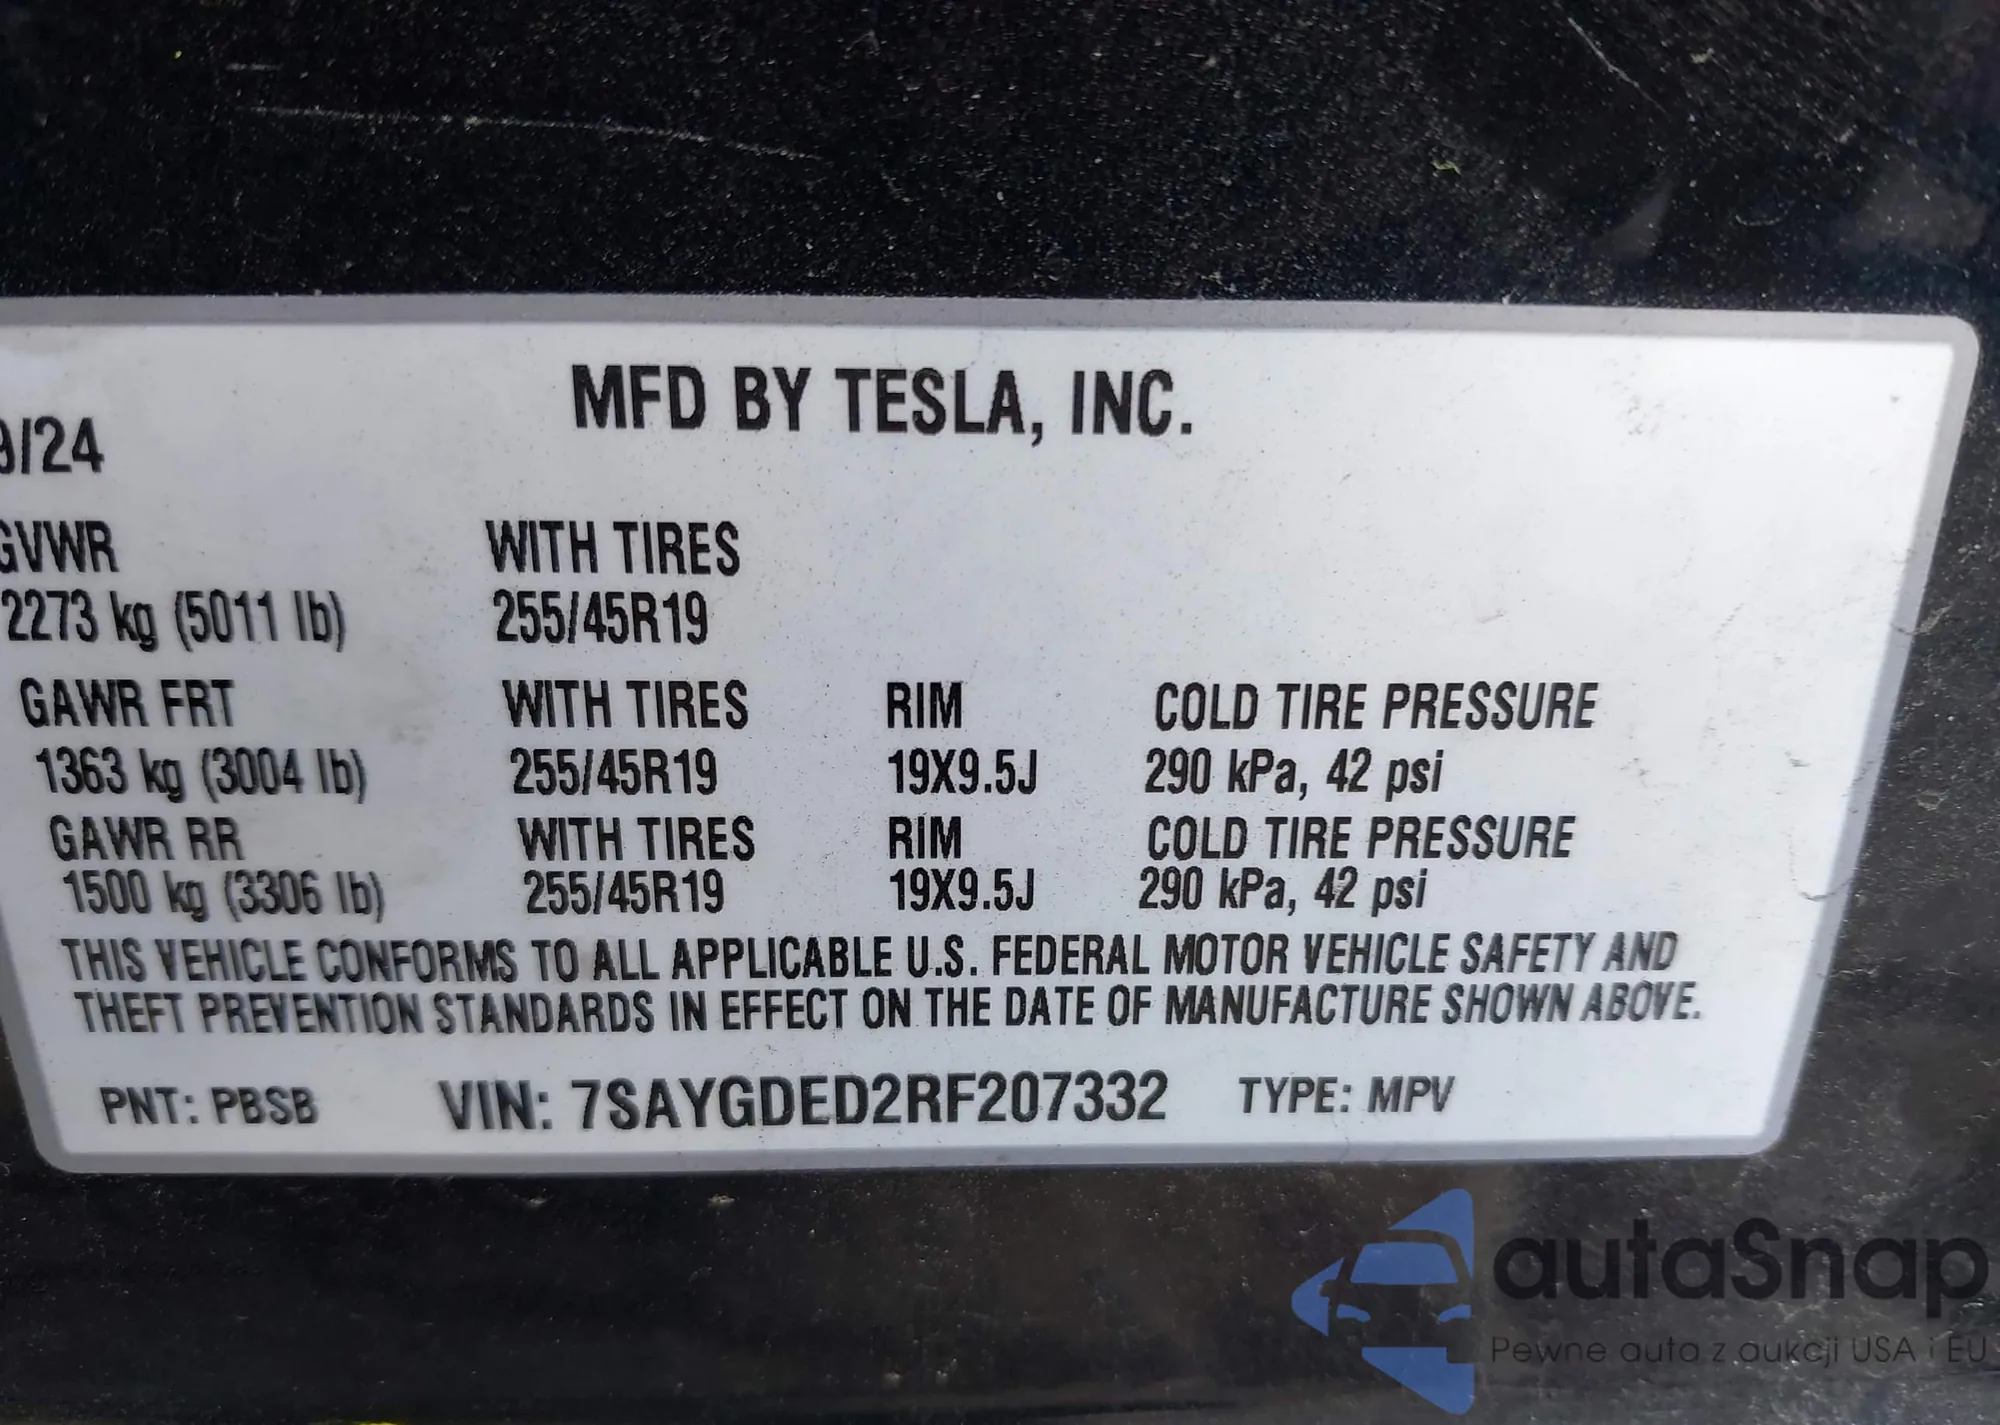 MFD BY TESLA, INC.
9/24
GVWR WITH TIRES
2273 kg (5011 lb) 255/45R19
GAWR FRT WITH TIRES RIM COLD TIRE PRESSURE
1363 kg (3004 lb) 255/45R19 19X9.5J 290 kPa, 42 psi
GAWR RR WITH TIRES RIM COLD TIRE PRESSURE
1500 kg (3306 lb) 255/45R19 19X9.5J 290 kPa, 42 psi
THIS VEHICLE CONFORMS TO ALL APPLICABLE U.S. FEDERAL MOTOR VEHICLE SAFETY AND
THEFT PREVENTION STANDARDS IN EFFECT ON THE DATE OF MANUFACTURE SHOWN ABOVE.
PNT: PBSB VIN: 7SAYGDED2RF207332 TYPE: MPV
autaSnap
Pewne auta z aukcji USA i EU